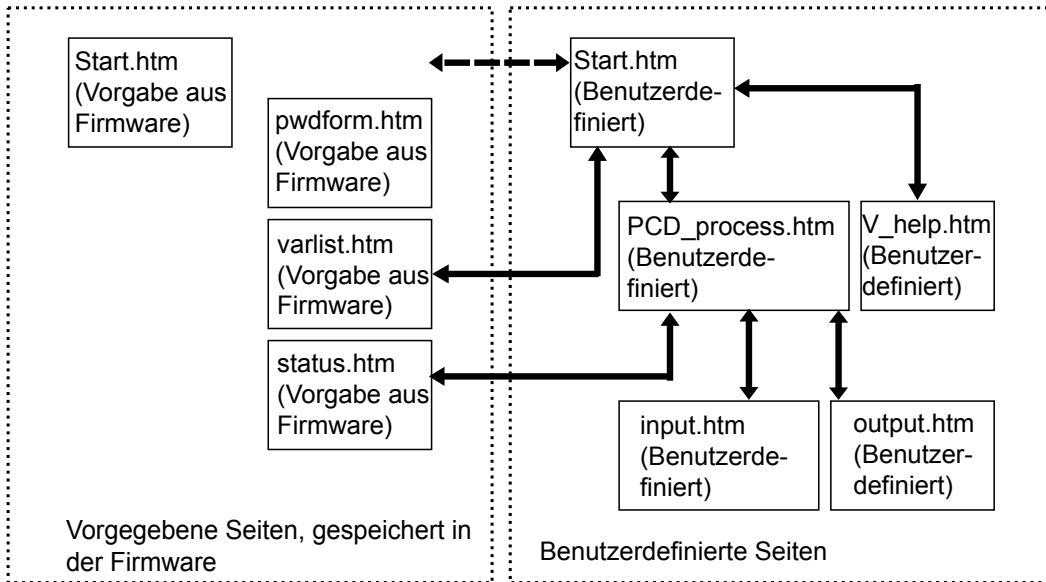 Start.htm
(Vorgabe aus
Firmware)
pwdform.htm
(Vorgabe aus
Firmware)
varlist.htm
(Vorgabe aus
Firmware)
status.htm
(Vorgabe aus
Firmware)
Vorgegebene Seiten, gespeichert in
der Firmware
Start.htm
(Benutzerde-
finiert)
PCD_process.htm
(Benutzerde-
finiert)
V_help.htm
(Benutzer-
definiert)
input.htm
(Benutzerde-
finiert)
output.htm
(Benutzer-
definiert)
Benutzerdefinierte Seiten